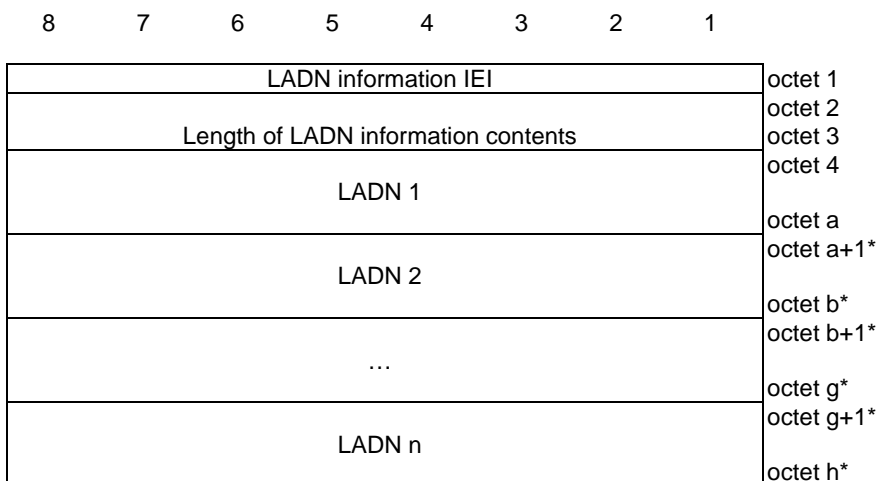 8 7 6 5 4 3 2 1
LADN information IEI octet 1
octet 2
Length of LADN information contents octet 3
octet 4
LADN 1
octet a
octet a+1*
LADN 2
octet b*
octet b+1*
…
octet g*
octet g+1*
LADN n
octet h*